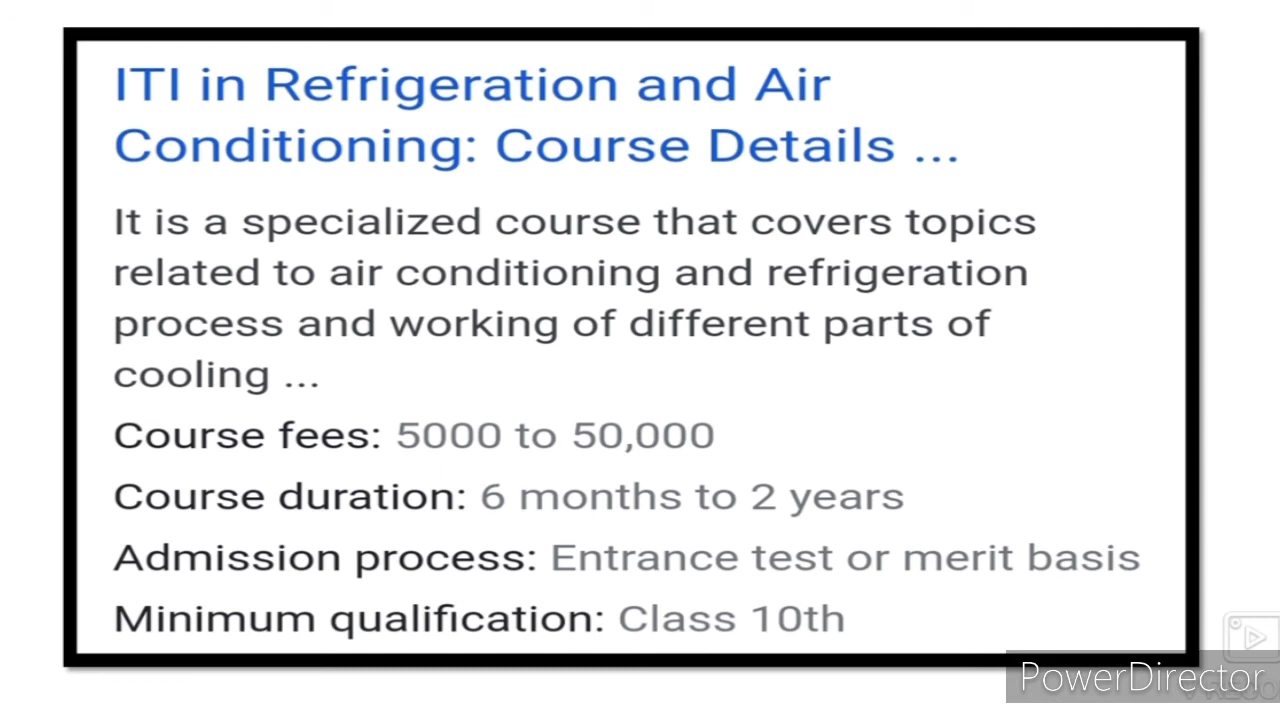 ITI in Refrigeration and Air
Conditioning: Course Details ...
It is a specialized course that covers topics
related to air conditioning and refrigeration
process and working of different parts of
cooling ...
Course fees: 5000 to 50,000
Course duration: 6 months to 2 years
Admission process: Entrance test or merit basis
Minimum qualification: Class 10th
PowerDirector